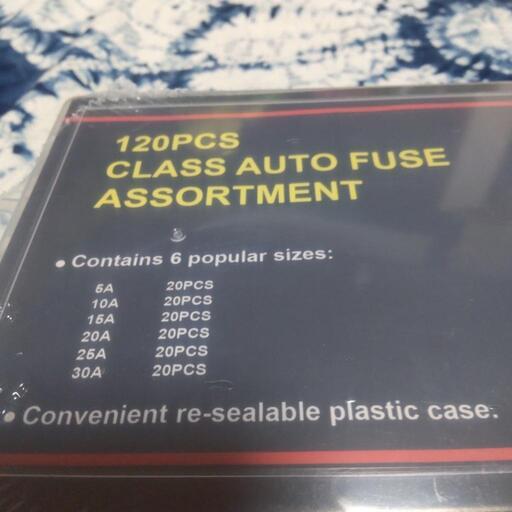 120PCS
CLASS AUTO FUSE
ASSORTMENT
• Contains 6 popular sizes:
5A 20PCS
10A 20PCS
15A 20PCS
20A 20PCS
25A 20PCS
30A 20PCS
• Convenient re-sealable plastic case.